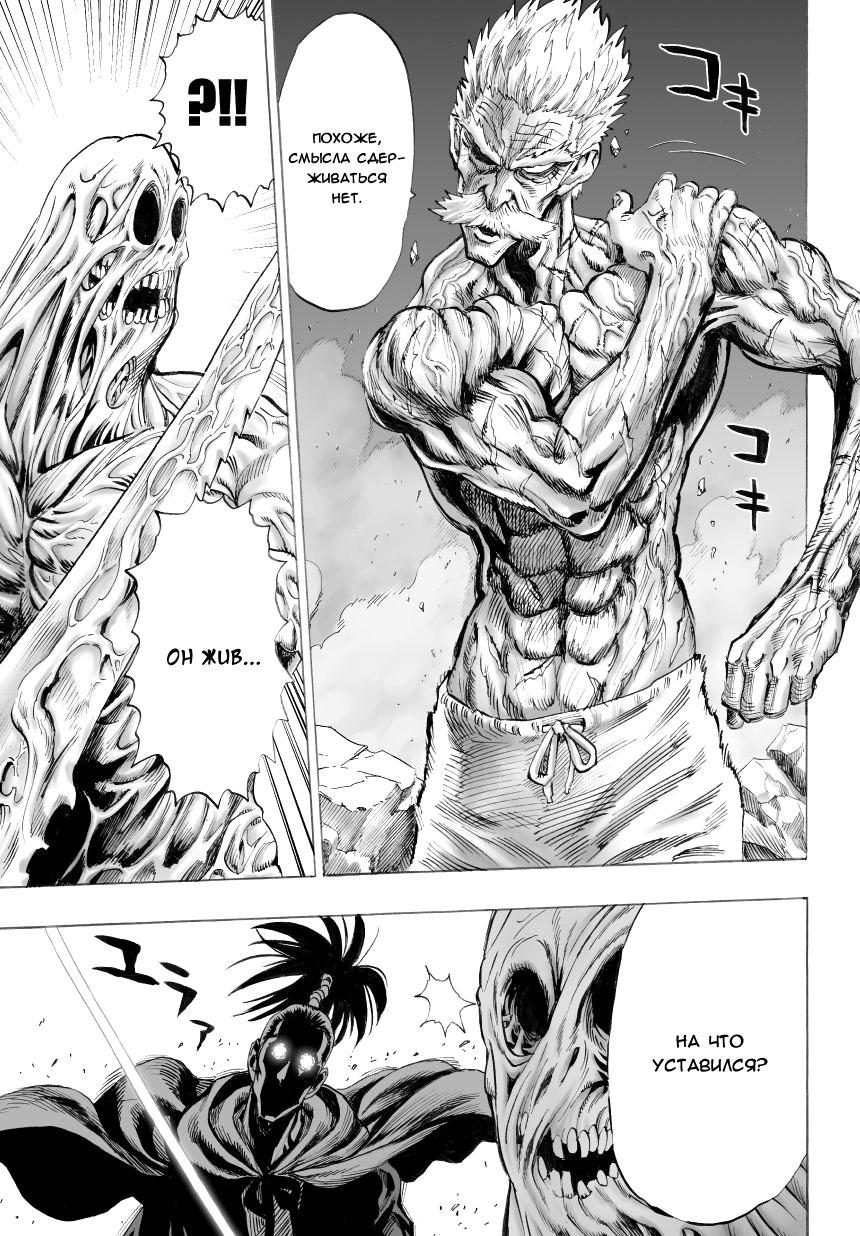 コキ
ПОХОЖЕ,
СМЫСЛА СДЕР-
ЖИВАТЬСЯ
НЕТ.
コキ
?!!
ОН ЖИВ...
НА ЧТО
УСТАВИЛСЯ?
ユラァ